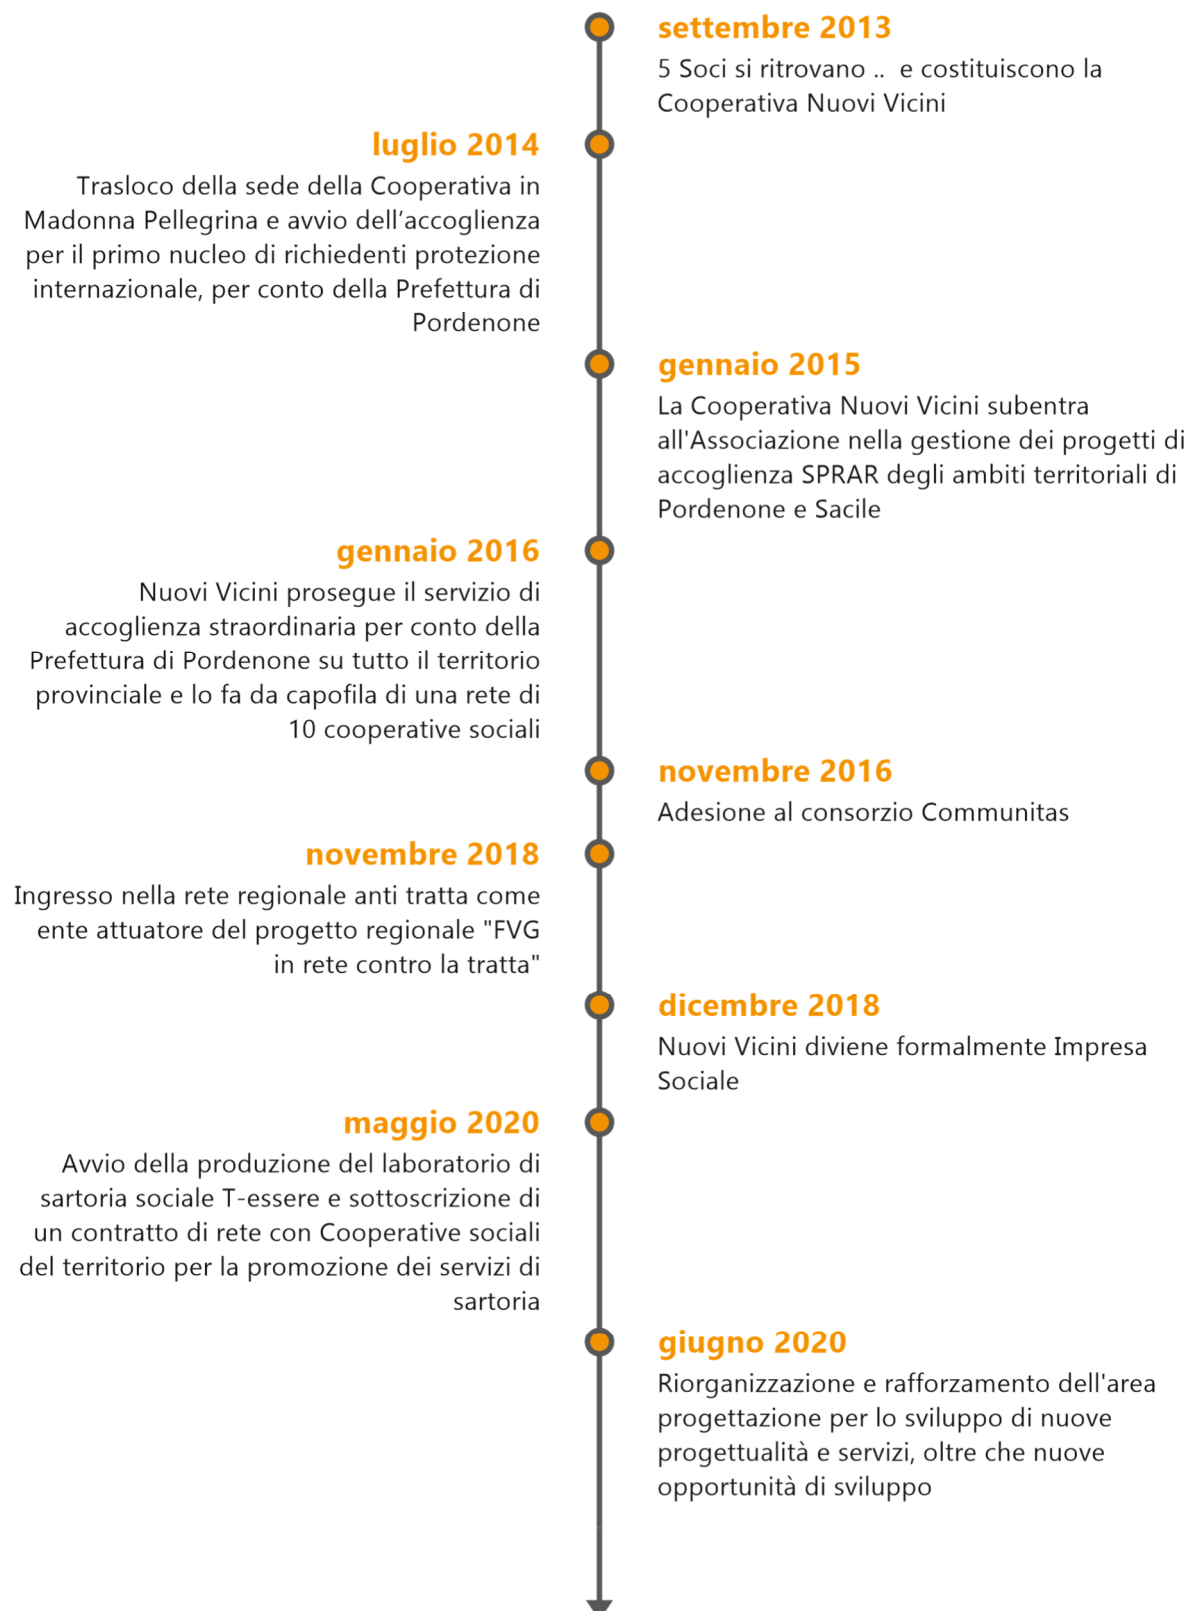 settembre 2013
5 Soci si ritrovano ..  e costituiscono la
Cooperativa Nuovi Vicini
luglio 2014
Trasloco della sede della Cooperativa in
Madonna Pellegrina e avvio dell’accoglienza
per il primo nucleo di richiedenti protezione
internazionale, per conto della Prefettura di
Pordenone
gennaio 2015
La Cooperativa Nuovi Vicini subentra
all'Associazione nella gestione dei progetti di
accoglienza SPRAR degli ambiti territoriali di
Pordenone e Sacile
gennaio 2016
Nuovi Vicini prosegue il servizio di
accoglienza straordinaria per conto della
Prefettura di Pordenone su tutto il territorio
provinciale e lo fa da capofila di una rete di
10 cooperative sociali
novembre 2016
Adesione al consorzio Communitas
novembre 2018
Ingresso nella rete regionale anti tratta come
ente attuatore del progetto regionale "FVG
in rete contro la tratta"
dicembre 2018
Nuovi Vicini diviene formalmente Impresa
Sociale
maggio 2020
Avvio della produzione del laboratorio di
sartoria sociale T-essere e sottoscrizione di
un contratto di rete con Cooperative sociali
del territorio per la promozione dei servizi di
sartoria
giugno 2020
Riorganizzazione e rafforzamento dell'area
progettazione per lo sviluppo di nuove
progettualità e servizi, oltre che nuove
opportunità di sviluppo